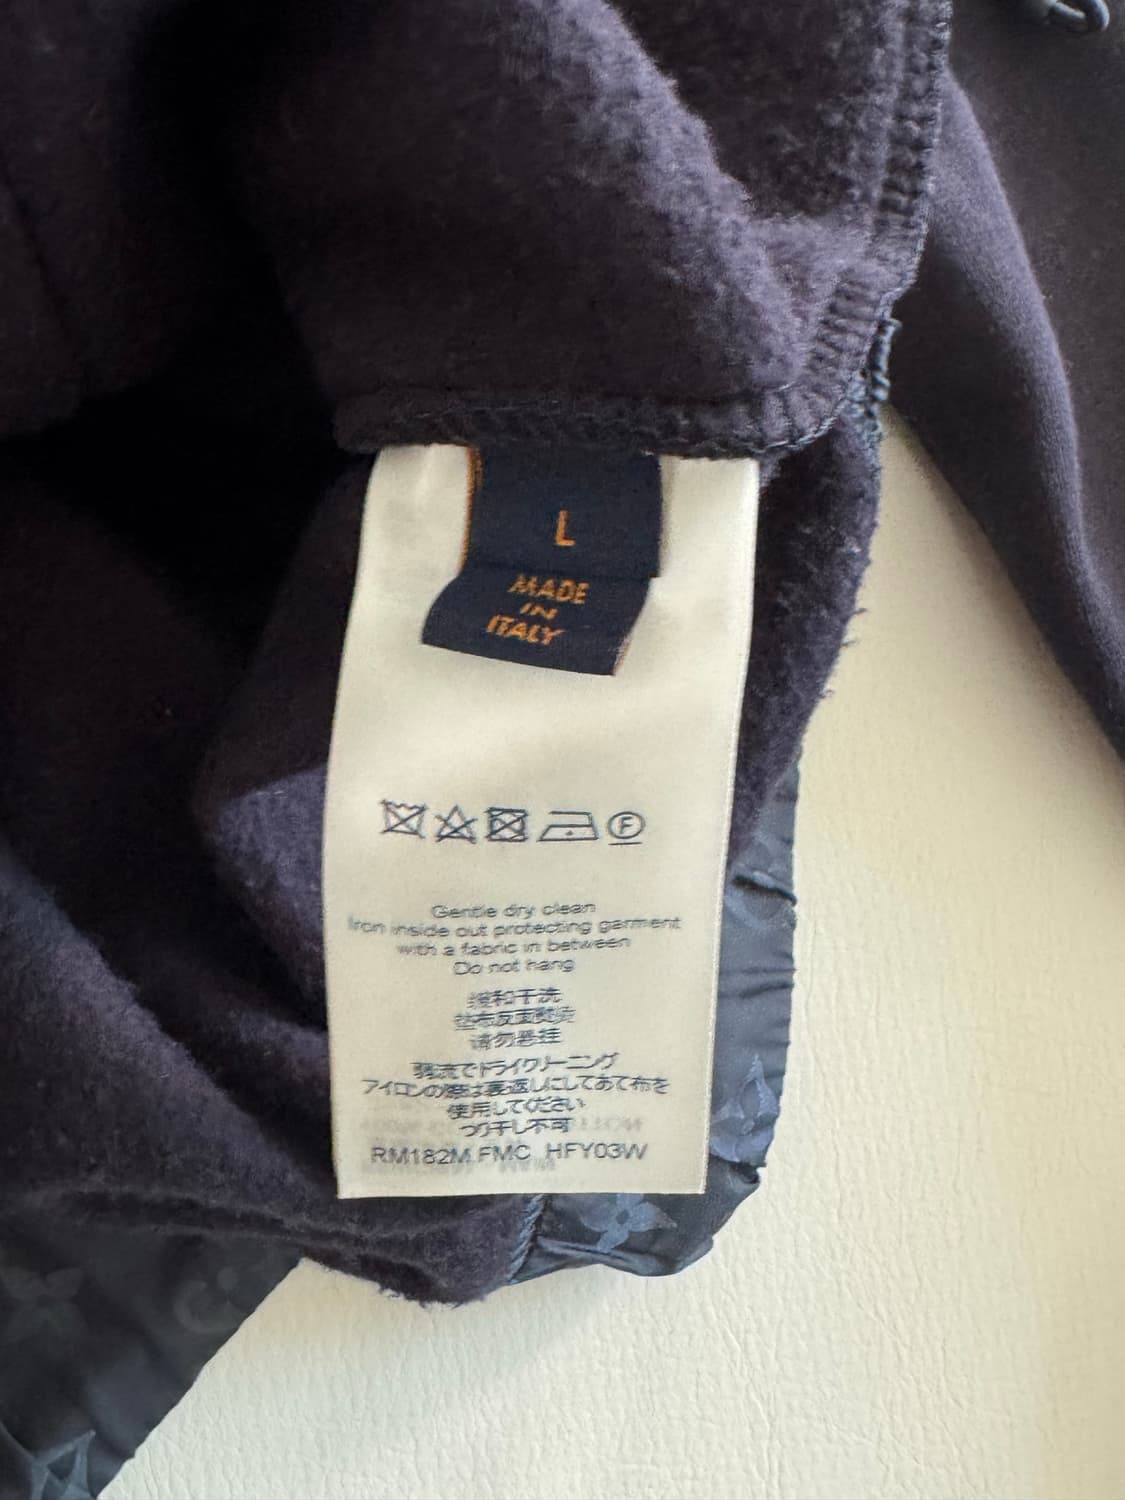 L
MADE
IN
ITALY
F
Gentle dry clean
Iron inside out protecting garment
with a fabric in between
Do not hang
缓和干洗
垫布反面熨烫
请勿悬挂
弱流でドライクリーニング
アイロンの際は裏返しにしてあて布を
使用してください
つり干し不可
RM182M FMC HFY03W